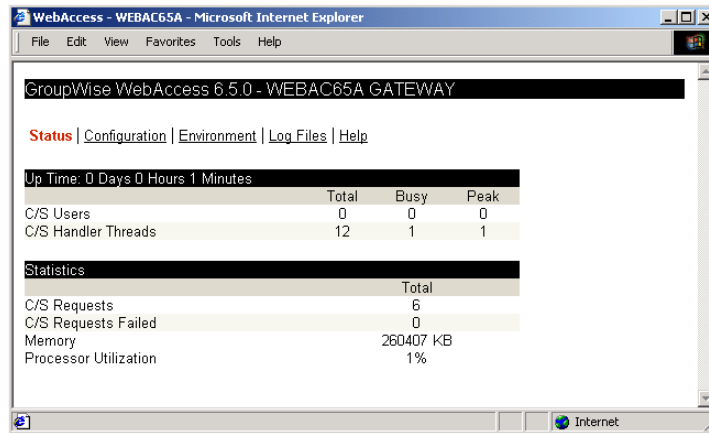 WebAccess - WEBAC65A - Microsoft Internet Explorer
File Edit View Favorites Tools Help
GroupWise WebAccess 6.5.0 - WEBAC65A GATEWAY
Status | Configuration | Environment | Log Files | Help
Up Time: 0 Days 0 Hours 1 Minutes
Total Busy Peak
C/S Users 0 0 0
C/S Handler Threads 12 1 1
Statistics
Total
C/S Requests 6
C/S Requests Failed 0
Memory 260407 KB
Processor Utilization 1%
Internet